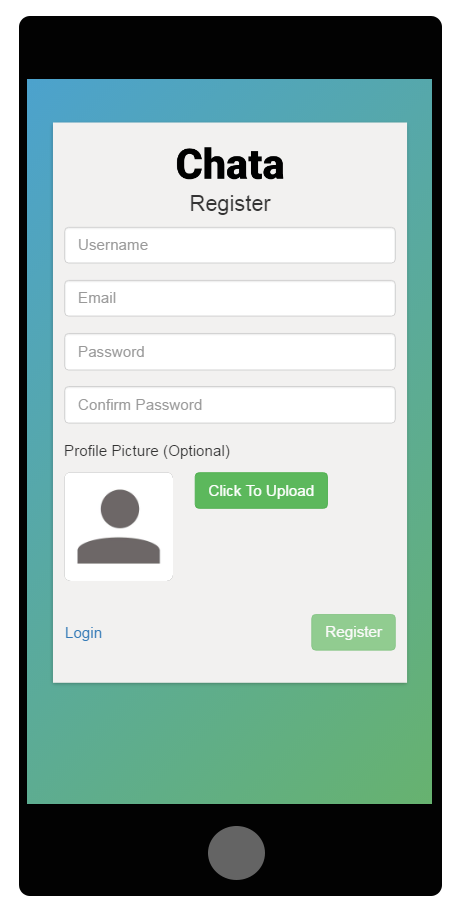 Chata
Register
Username
Email
Password
Confirm Password
Profile Picture (Optional)
Click To Upload
Login
Register